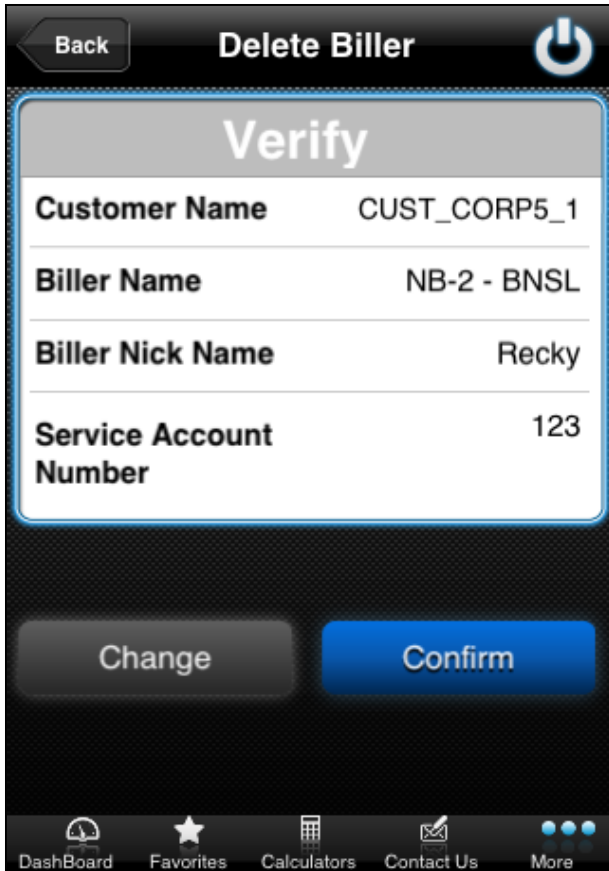 Back Delete Biller
Verify
Customer Name CUST_CORP5_1
Biller Name NB-2 - BNSL
Biller Nick Name Recky
Service Account 123
Number
Change Confirm
DashBoard Favorites Calculators Contact Us More